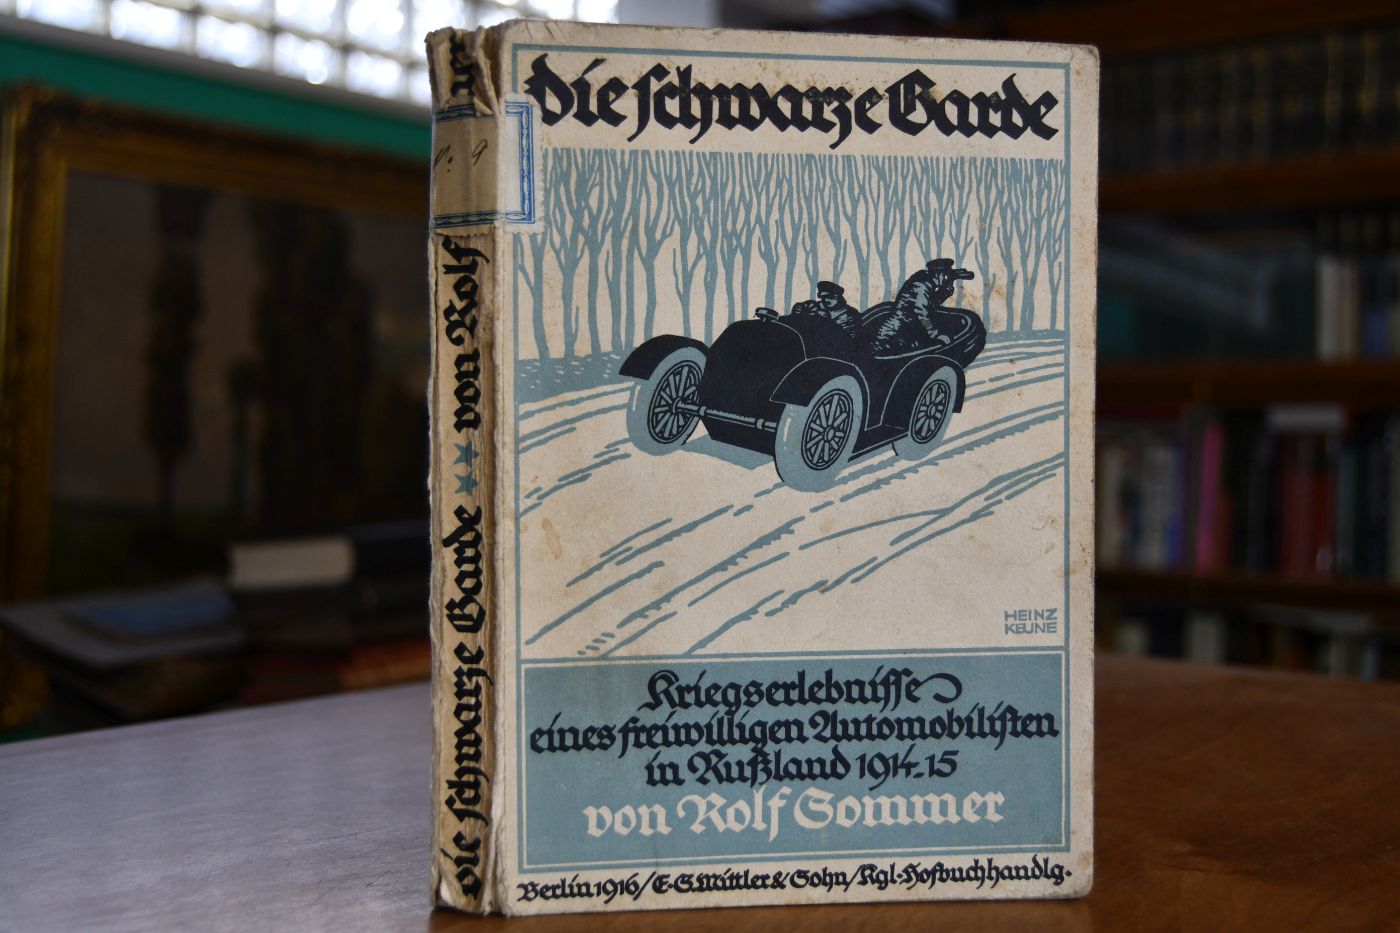 die schwarze Garde
HEINZ
KEUNE
Kriegserlebnisse
eines freiwilligen Automobilisten
in Rußland 1914-15
von Rolf Sommer
Berlin 1916/E.S.Mittler & Sohn/Kgl.Hofbuchhandlg.
die schwarze Garde ** von Rolf
9